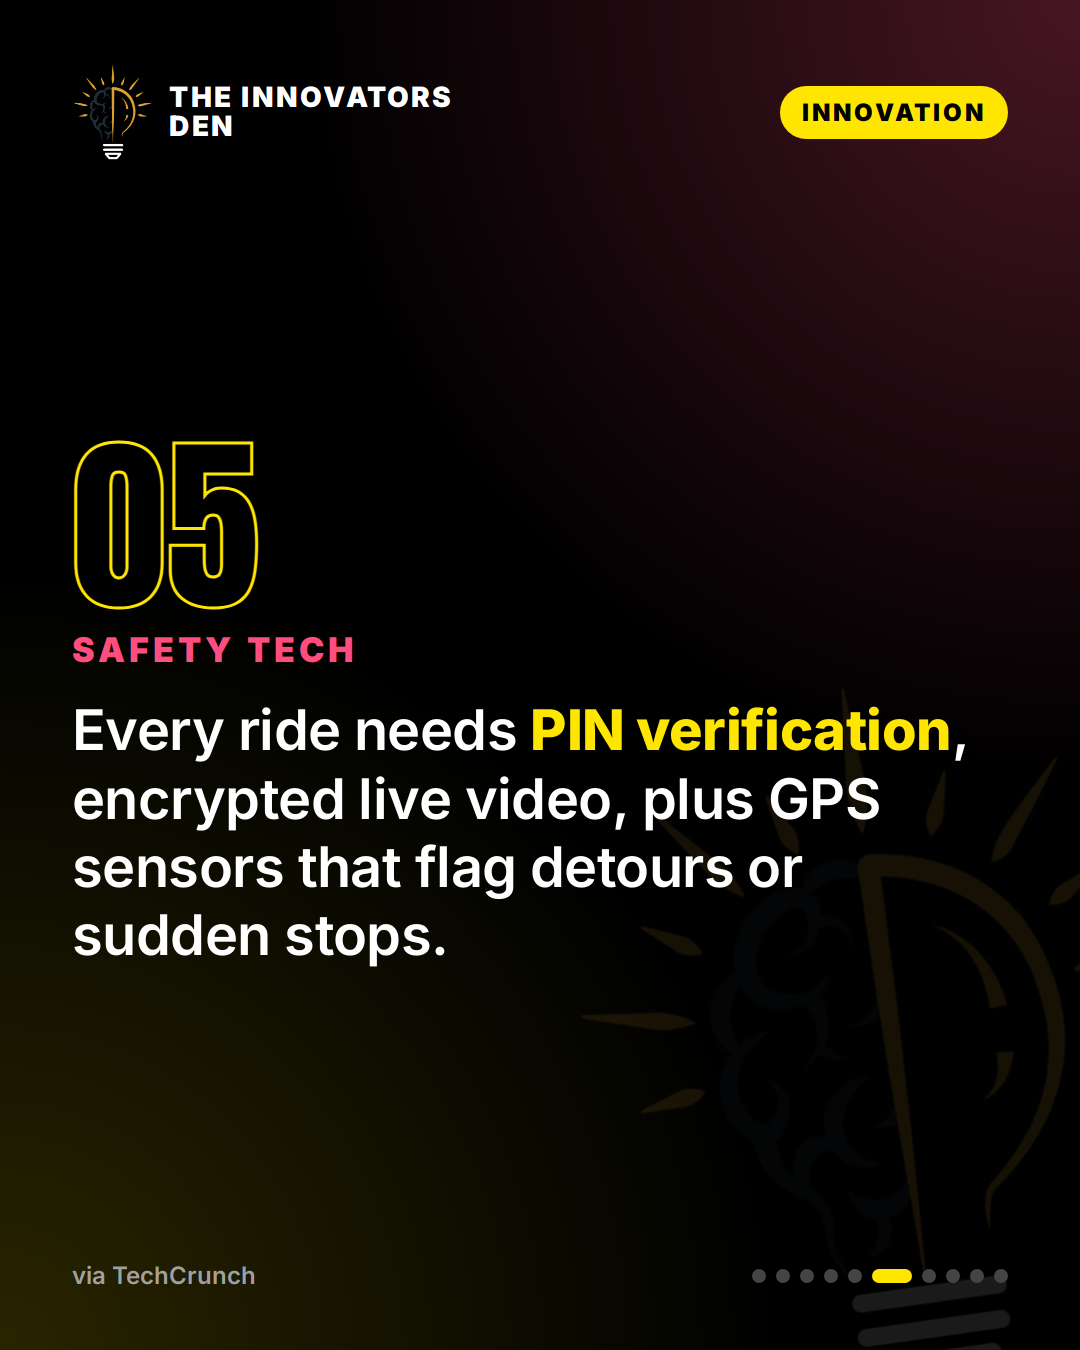 THE INNOVATORS
DEN
INNOVATION
05
SAFETY TECH
Every ride needs PIN verification,
encrypted live video, plus GPS
sensors that flag detours or
sudden stops.
via TechCrunch